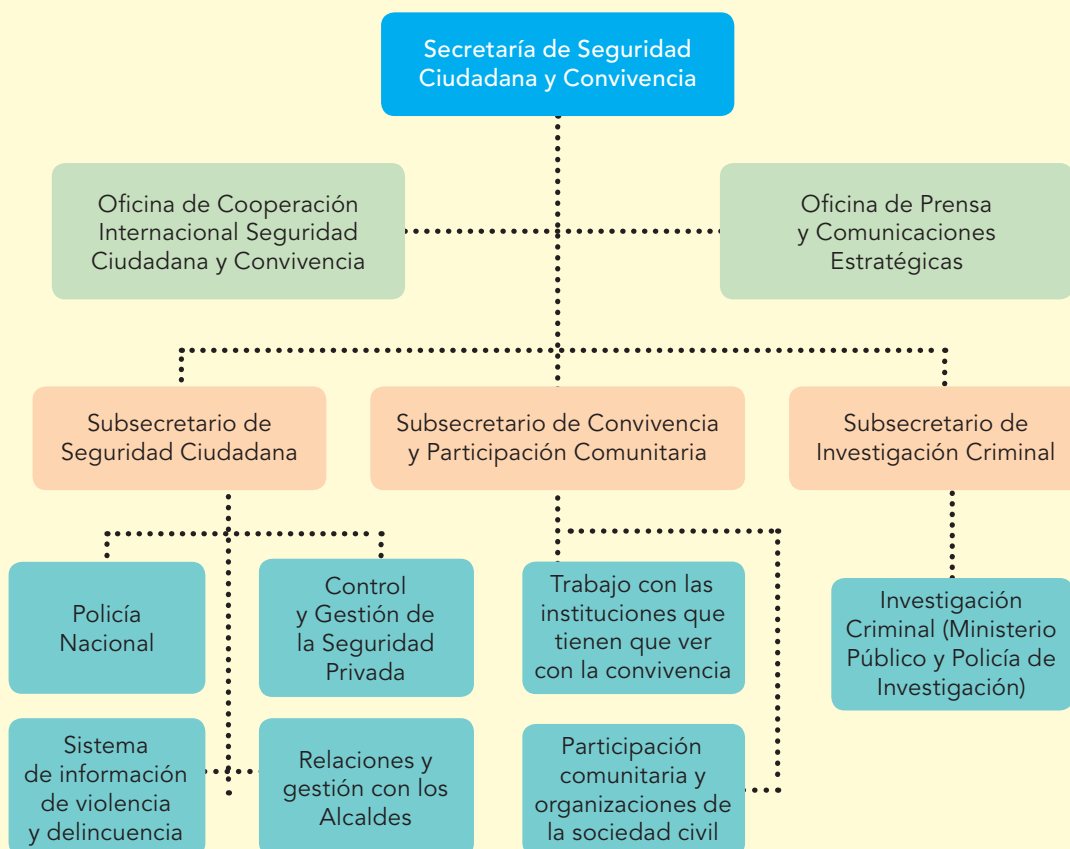 Secretaría de Seguridad
Ciudadana y Convivencia
Oficina de Cooperación
Internacional Seguridad
Ciudadana y Convivencia
Oficina de Prensa
y Comunicaciones
Estratégicas
Subsecretario de
Seguridad Ciudadana
Subsecretario de Convivencia
y Participación Comunitaria
Subsecretario de
Investigación Criminal
Policía
Nacional
Control
y Gestión de
la Seguridad
Privada
Trabajo con las
instituciones que
tienen que ver
con la convivencia
Investigación
Criminal (Ministerio
Público y Policía de
Investigación)
Sistema
de información
de violencia
y delincuencia
Relaciones y
gestión con los
Alcaldes
Participación
comunitaria y
organizaciones de
la sociedad civil